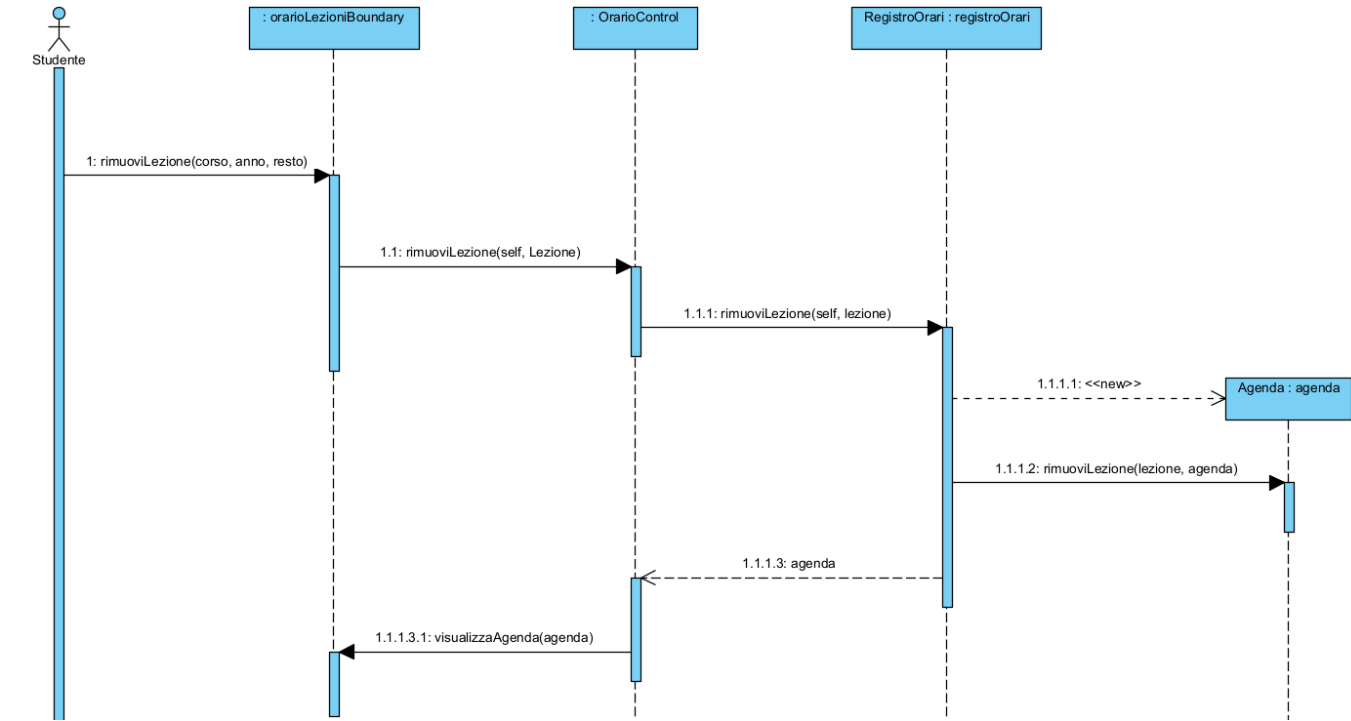 : orarioLezioniBoundary
: OrarioControl
RegistroOrari : registroOrari
Studente
1: rimuoviLezione(corso, anno, resto)
1.1: rimuoviLezione(self, Lezione)
1.1.1: rimuoviLezione(self, lezione)
1.1.1.1: <<new>>
Agenda : agenda
1.1.1.2: rimuoviLezione(lezione, agenda)
1.1.1.3: agenda
1.1.1.3.1: visualizzaAgenda(agenda)